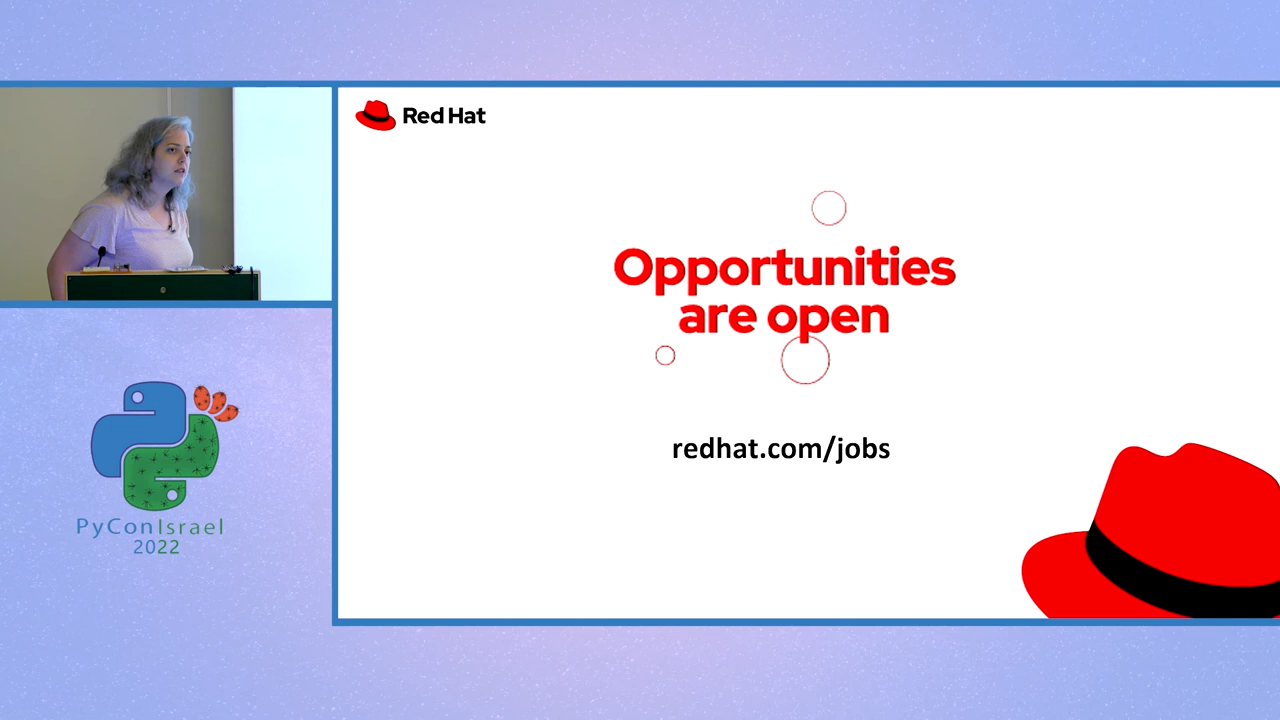 Red Hat
Opportunities
are open
redhat.com/jobs
PyConIsrael
2022